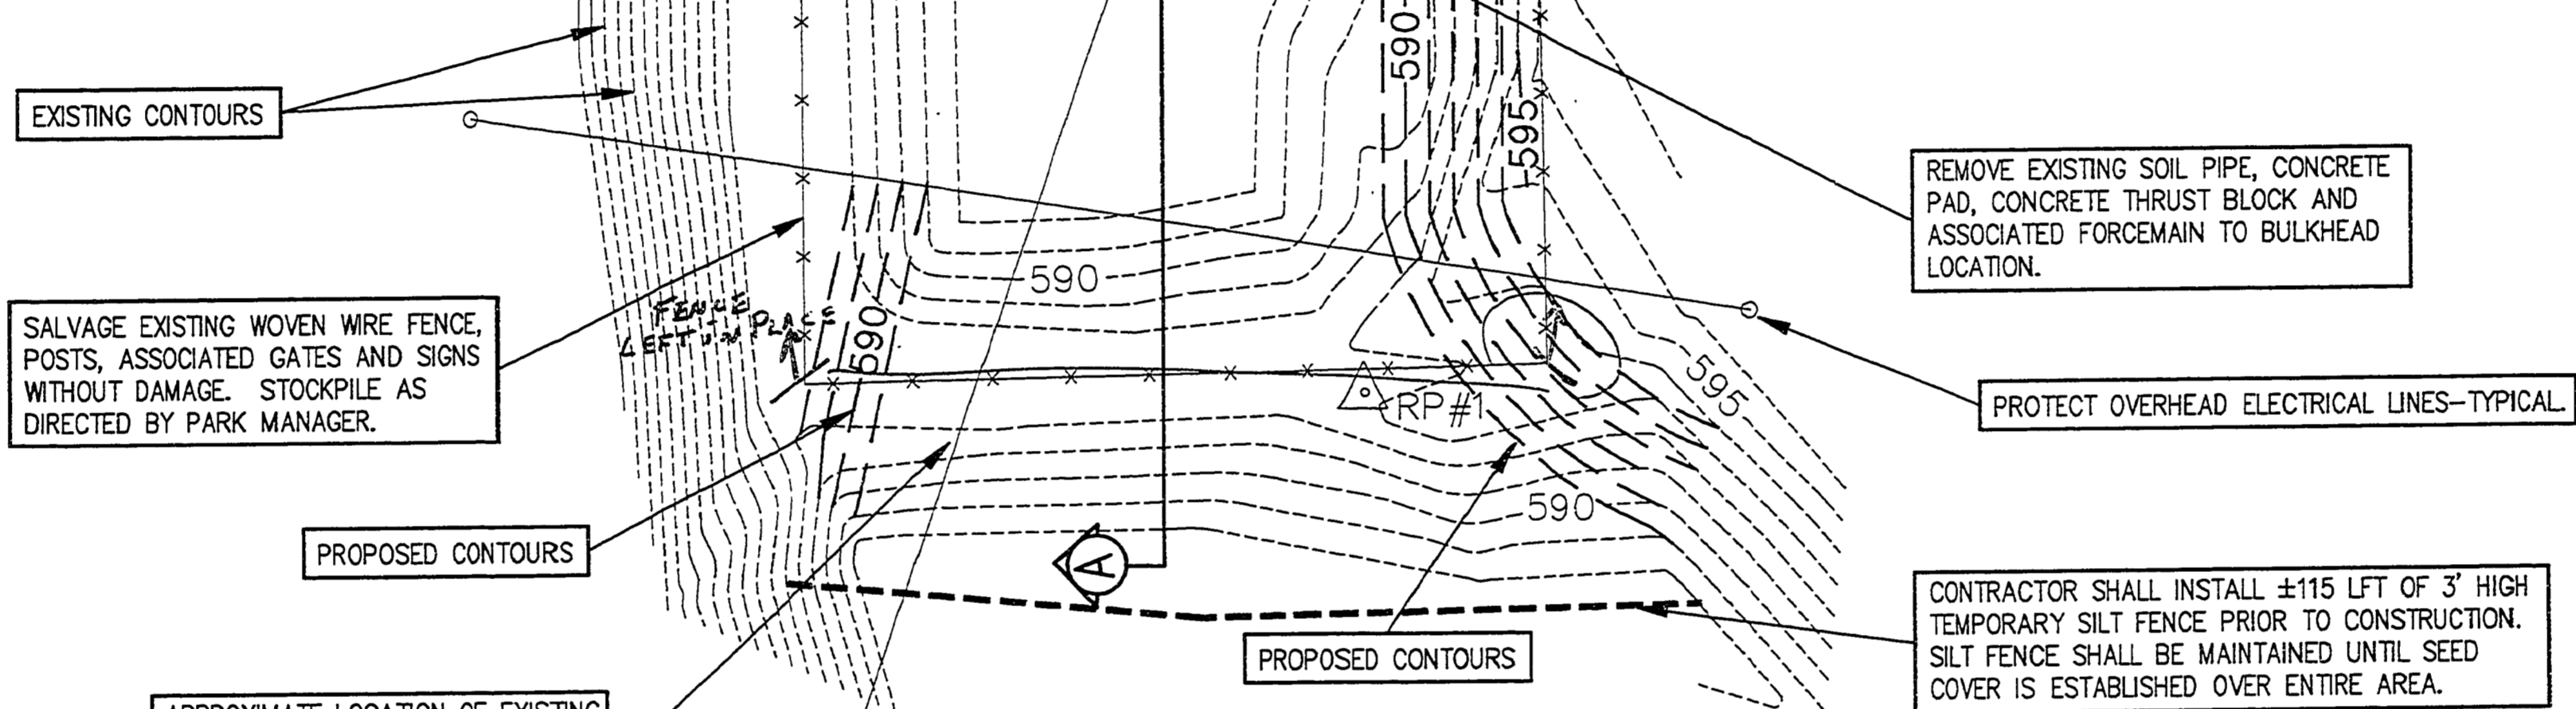 590
595
EXISTING CONTOURS
REMOVE EXISTING SOIL PIPE, CONCRETE
PAD, CONCRETE THRUST BLOCK AND
ASSOCIATED FORCEMAIN TO BULKHEAD
LOCATION.
590
SALVAGE EXISTING WOVEN WIRE FENCE,
POSTS, ASSOCIATED GATES AND SIGNS
WITHOUT DAMAGE. STOCKPILE AS
DIRECTED BY PARK MANAGER.
FENCE
LEFT IN PLACE
590
595
RP#1
PROTECT OVERHEAD ELECTRICAL LINES-TYPICAL.
590
PROPOSED CONTOURS
A
PROPOSED CONTOURS
CONTRACTOR SHALL INSTALL ±115 LFT OF 3' HIGH
TEMPORARY SILT FENCE PRIOR TO CONSTRUCTION.
SILT FENCE SHALL BE MAINTAINED UNTIL SEED
COVER IS ESTABLISHED OVER ENTIRE AREA.
APPROXIMATE LOCATION OF EXISTING